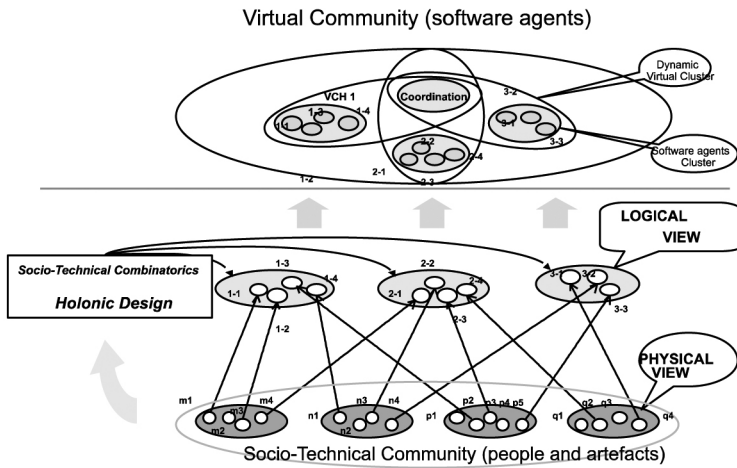 Virtual Community (software agents)
Dynamic
Virtual Cluster
3-2
VCH 1
Coordination
1-3
1-4
1-1
3-1
2-2
3-3
Software agents
Cluster
2-4
2-1
1-2
2-3
LOGICAL
VIEW
Socio-Technical Combinatorics
Holonic Design
1-3
2-2
3-1
3-2
1-4
2-4
1-1
2-1
3-3
2-3
1-2
PHYSICAL
VIEW
m1
m3
m4
m2
n3
n4
n1
n2
p2
p3
p4
p5
p1
q2
q3
q1
q4
Socio-Technical Community (people and artefacts)